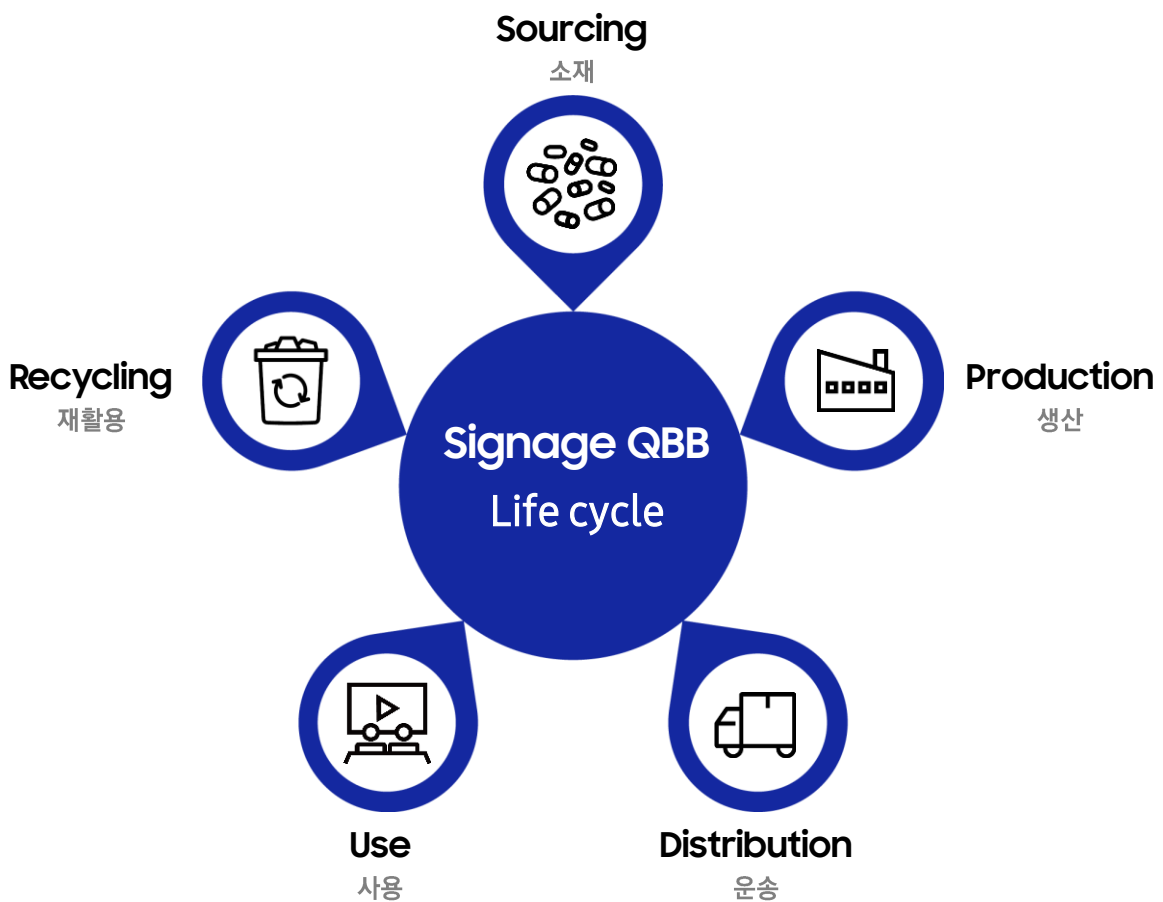 Sourcing
소재
Production
생산
Distribution
운송
Use
사용
Recycling
재활용
Signage QBB
Life cycle